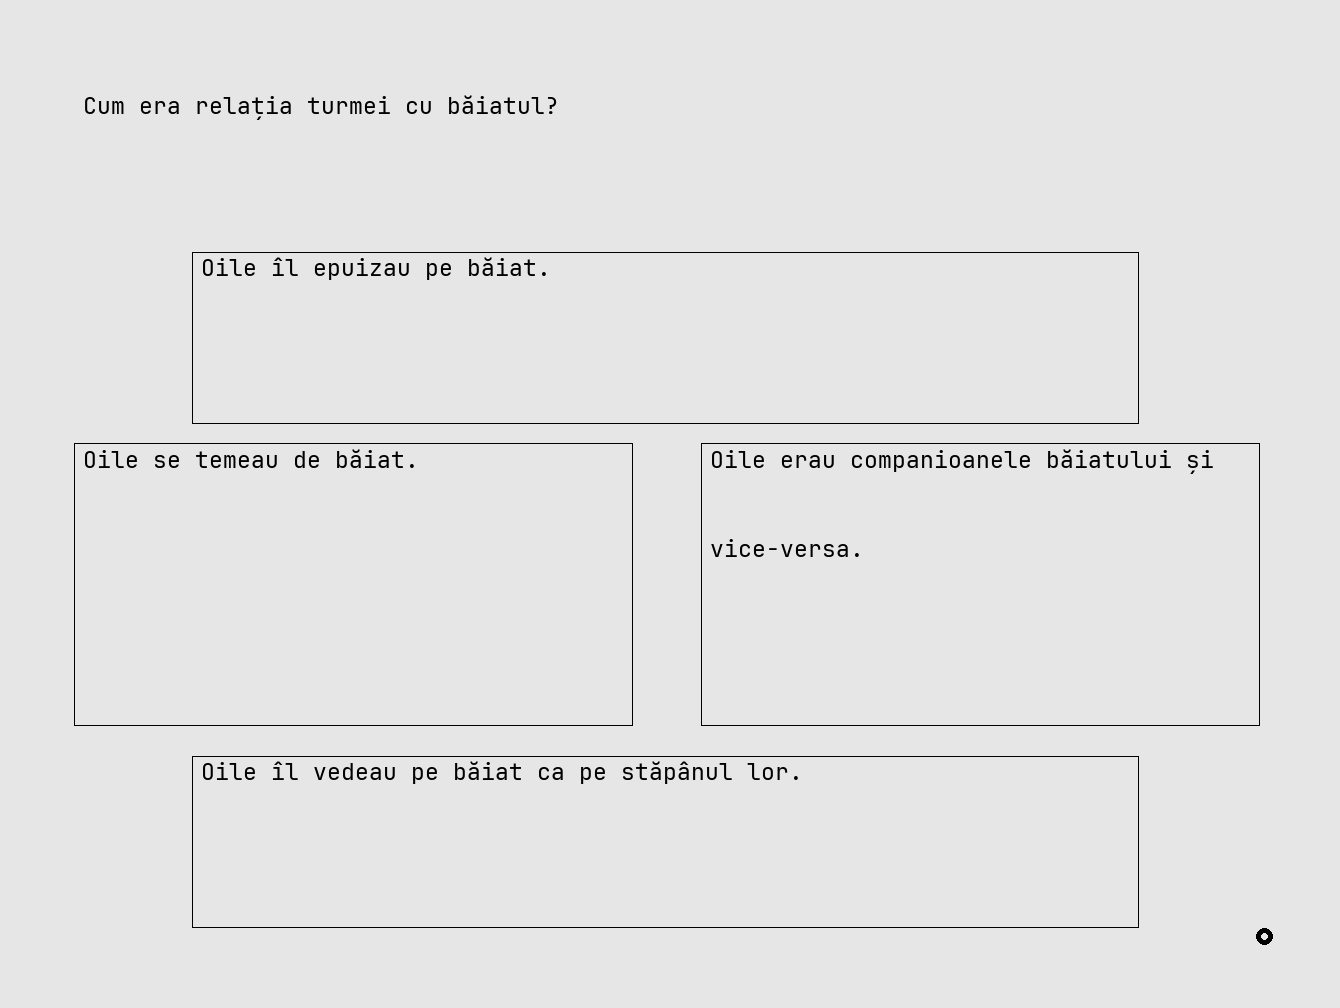 Cum era relația turmei cu băiatul?
Oile îl epuizau pe băiat.
Oile se temeau de băiat.
Oile erau companioanele băiatului și
vice-versa.
Oile îl vedeau pe băiat ca pe stăpânul lor.